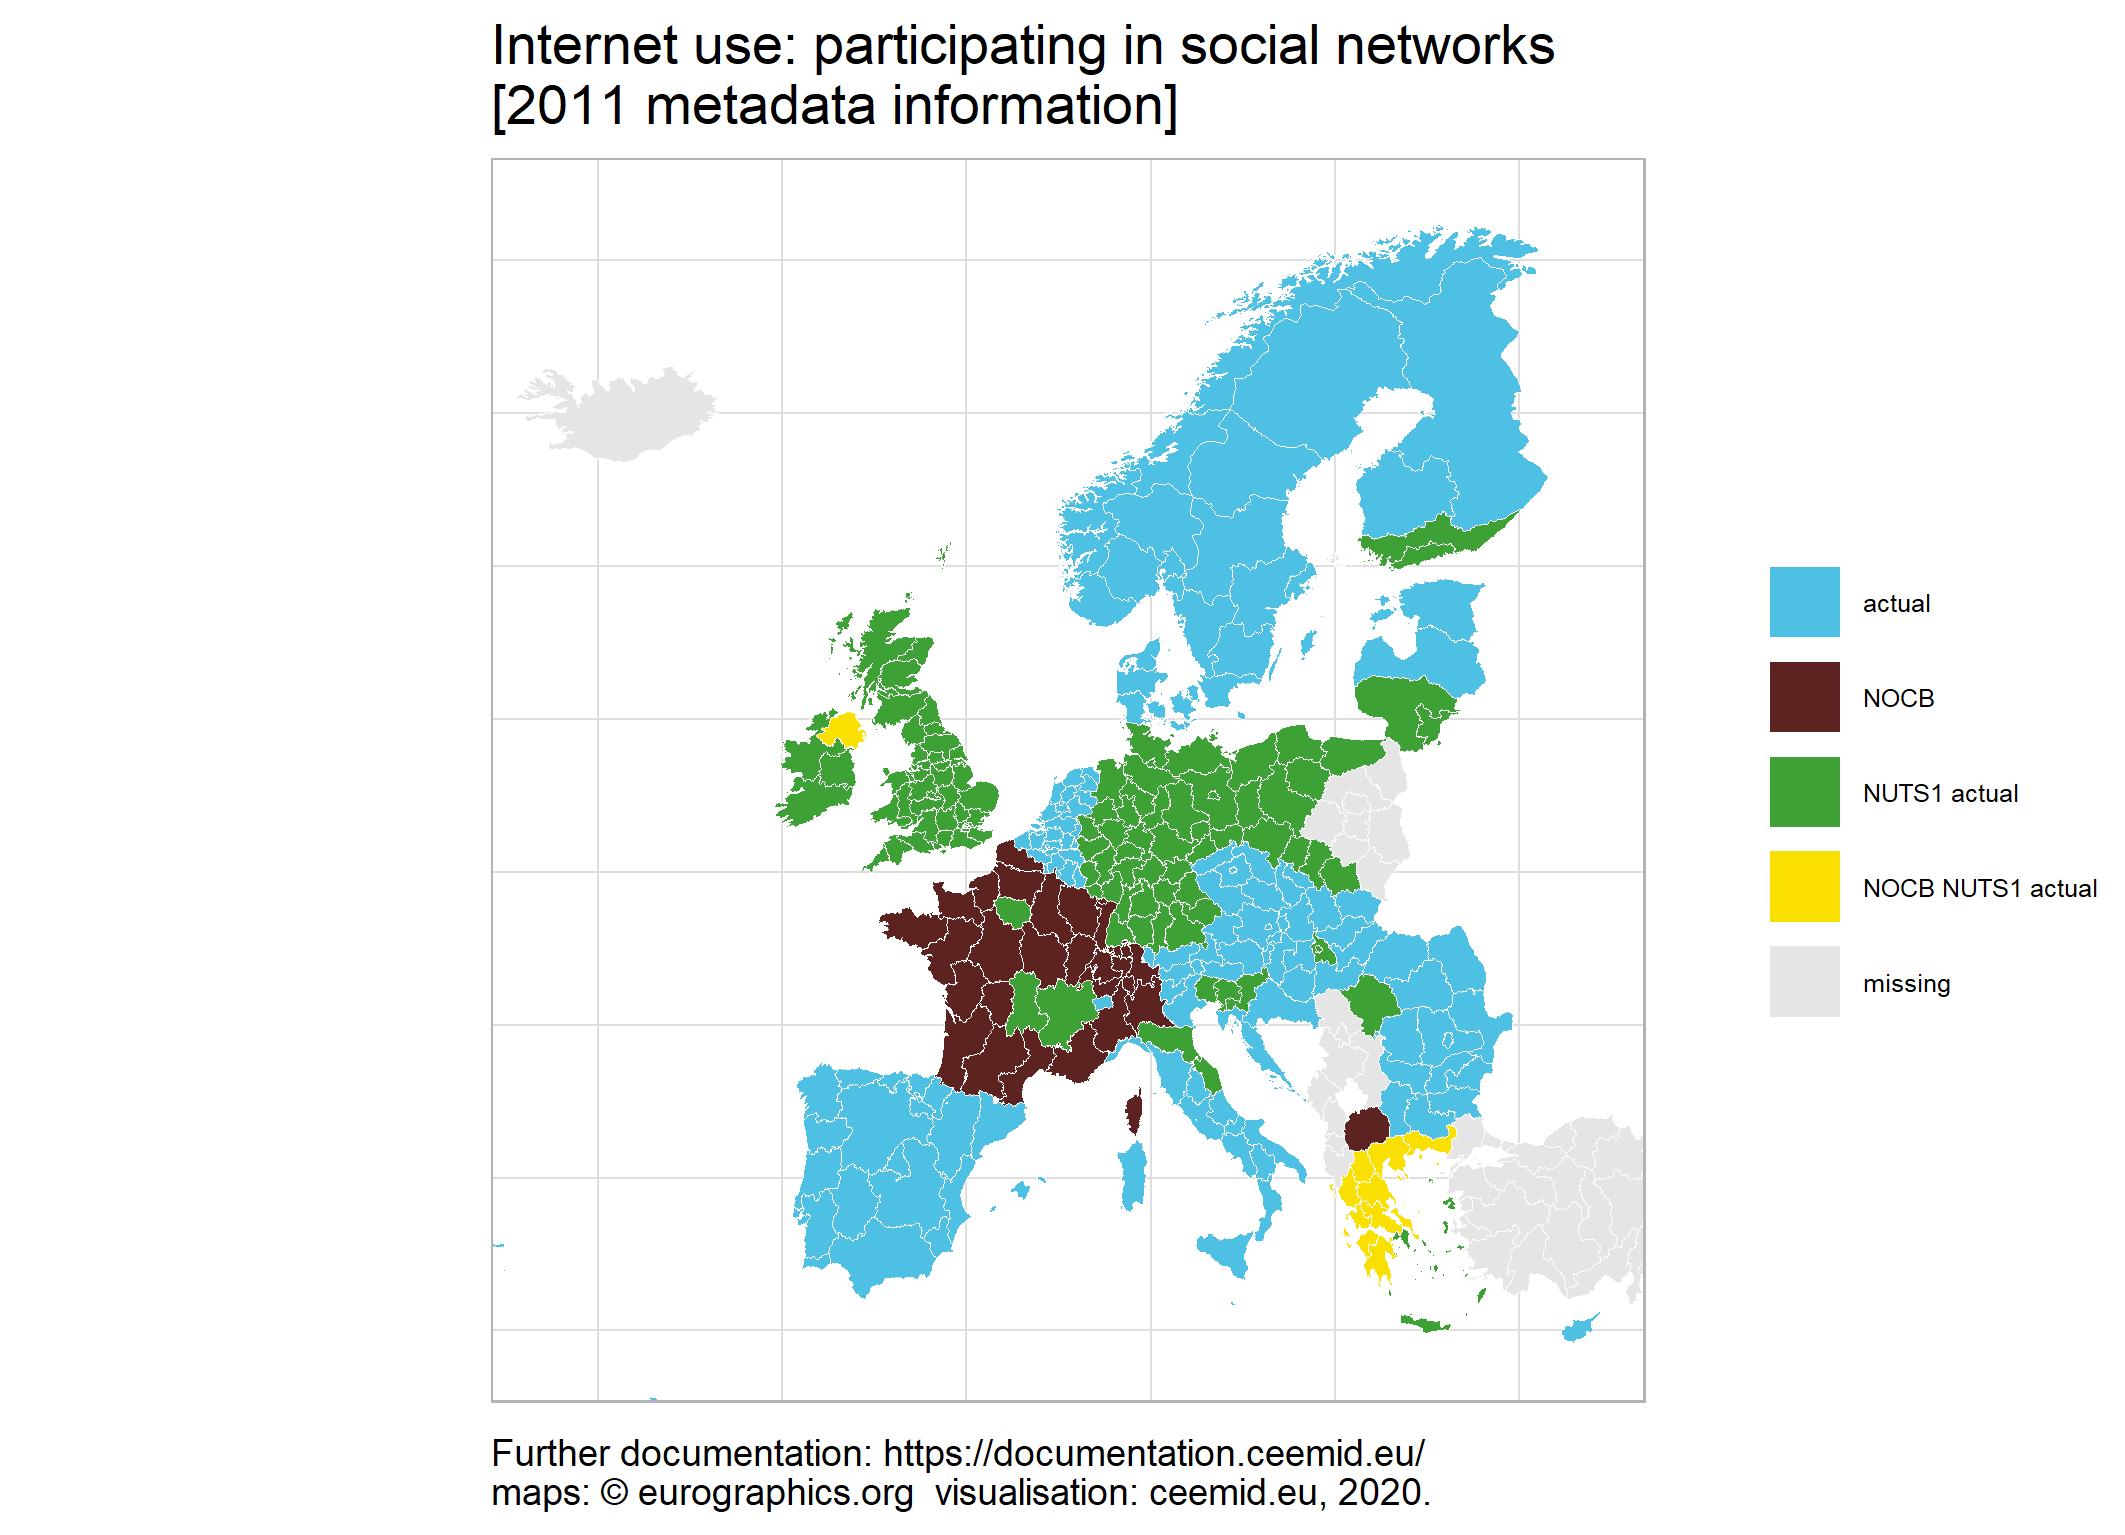 Internet use: participating in social networks
[2011 metadata information]
actual
NOCB
NUTS1 actual
NOCB NUTS1 actual
missing
Further documentation: https://documentation.ceemid.eu/
maps: © eurographics.org  visualisation: ceemid.eu, 2020.